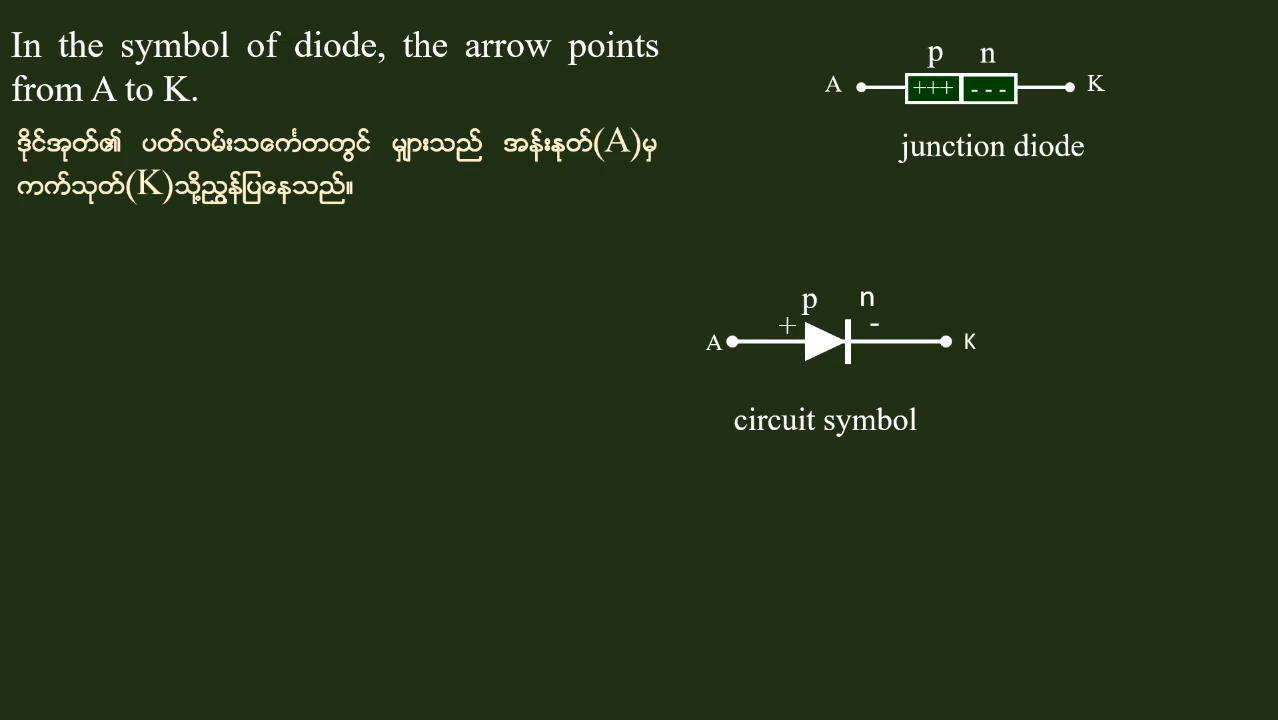 In the symbol of diode, the arrow points
from A to K.
ဒိုင်အုတ်၏ ပတ်လမ်းသင်္ကေတတွင် မျှားသည် အန်းနုတ်(A)မှ
ကက်သုတ်(K)သို့ညွှန်ပြနေသည်။
p n
A +++ - - - K
junction diode
p n
+ -
A K
circuit symbol